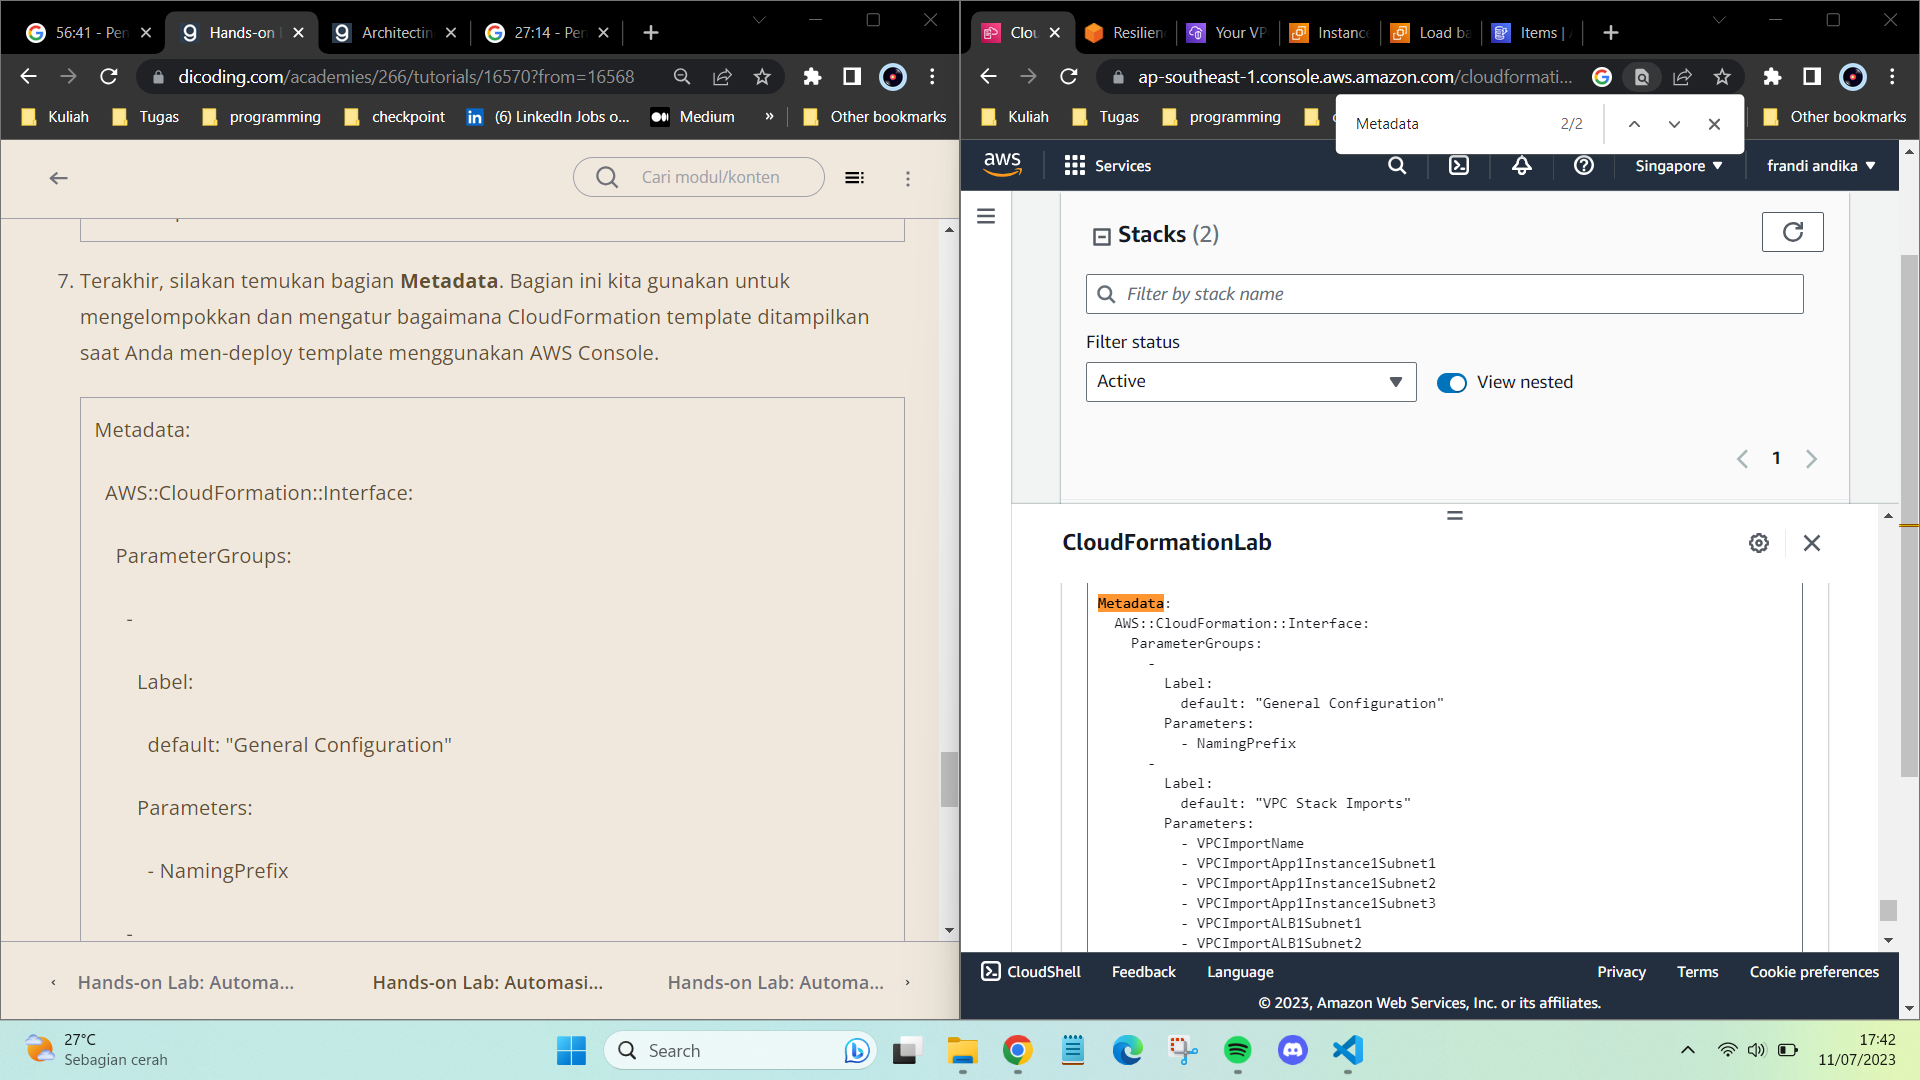 56:41 - Pen
Hands-on
Architectin
27:14 - Pen
dicoding.com/academies/266/tutorials/16570?from=16568
Kuliah
Tugas
programming
checkpoint
(6) LinkedIn Jobs o...
Medium
»
Other bookmarks
Cari modul/konten
7. Terakhir, silakan temukan bagian Metadata. Bagian ini kita gunakan untuk
mengelompokkan dan mengatur bagaimana CloudFormation template ditampilkan
saat Anda men-deploy template menggunakan AWS Console.
Metadata:
AWS::CloudFormation::Interface:
ParameterGroups:
-
Label:
default: "General Configuration"
Parameters:
- NamingPrefix
-
Hands-on Lab: Automa...
Hands-on Lab: Automasi...
Hands-on Lab: Automa...
Clou
Resilien
Your VP
Instance
Load ba
Items |
ap-southeast-1.console.aws.amazon.com/cloudformati...
Kuliah
Tugas
programming
Other bookmarks
Metadata
2/2
aws
Services
Singapore
frandi andika
Stacks (2)
Filter by stack name
Filter status
Active
View nested
1
CloudFormationLab
Metadata:
AWS::CloudFormation::Interface:
ParameterGroups:
-
Label:
default: "General Configuration"
Parameters:
- NamingPrefix
-
Label:
default: "VPC Stack Imports"
Parameters:
- VPCImportName
- VPCImportApp1Instance1Subnet1
- VPCImportApp1Instance1Subnet2
- VPCImportApp1Instance1Subnet3
- VPCImportALB1Subnet1
- VPCImportALB1Subnet2
CloudShell
Feedback
Language
Privacy
Terms
Cookie preferences
© 2023, Amazon Web Services, Inc. or its affiliates.
27°C
Sebagian cerah
Search
17:42
11/07/2023